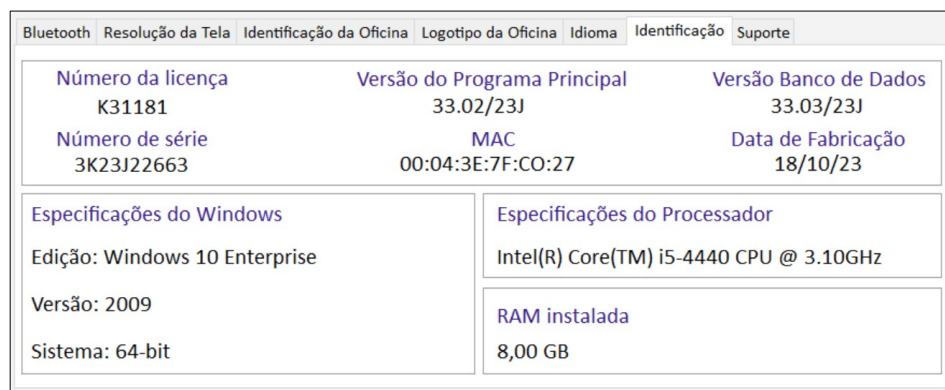 Bluetooth Resolução da Tela Identificação da Oficina Logotipo da Oficina Idioma Identificação Suporte
Número da licença Versão do Programa Principal Versão Banco de Dados
K31181 33.02/23J 33.03/23J
Número de série MAC Data de Fabricação
3K23J22663 00:04:3E:7F:CO:27 18/10/23
Especificações do Windows
Edição: Windows 10 Enterprise
Versão: 2009
Sistema: 64-bit
Especificações do Processador
Intel(R) Core(TM) i5-4440 CPU @ 3.10GHz
RAM instalada
8,00 GB